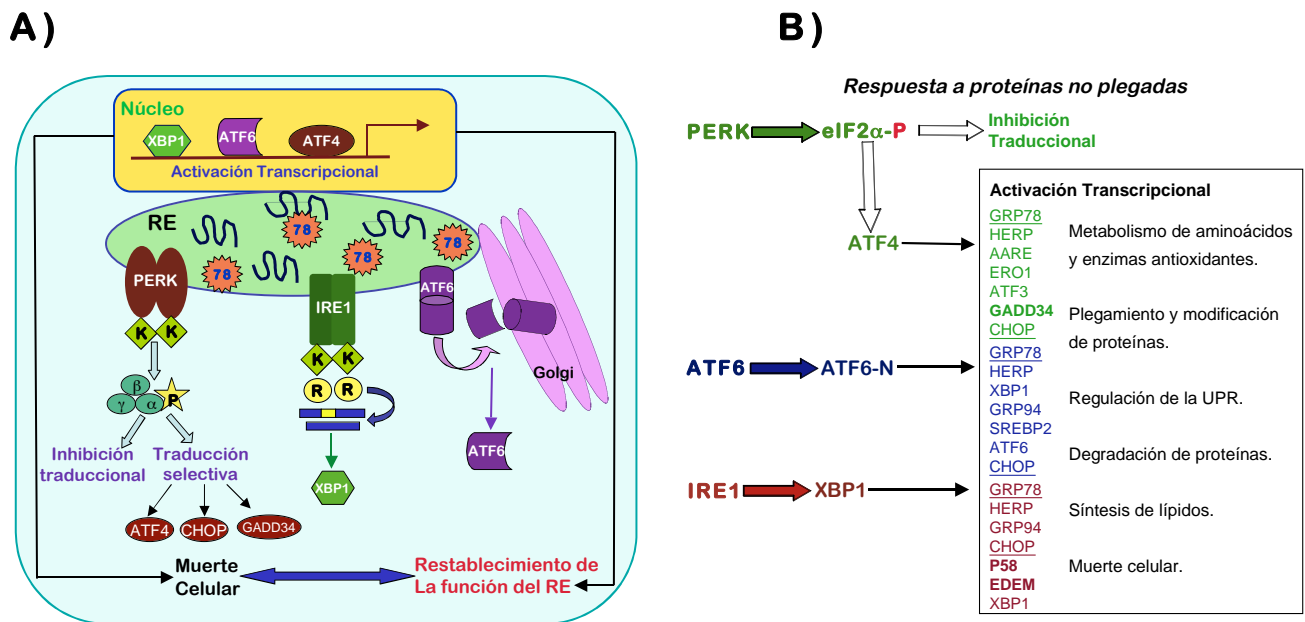 A)
Núcleo
XBP1
ATF6
ATF4
Activación Transcripcional
RE
78
78
78
78
PERK
IRE1
ATF6
K K
K K
R R
Golgi
β
γ α P
Inhibición
traduccional
Traducción
selectiva
ATF6
XBP1
ATF4 CHOP GADD34
Muerte
Celular
Restablecimiento de
La función del RE
B)
Respuesta a proteínas no plegadas
PERK eIF2α-P Inhibición
Traduccional
ATF4
ATF6 ATF6-N
IRE1 XBP1
Activación Transcripcional
GRP78
HERP
AARE
ERO1
ATF3
GADD34
CHOP
GRP78
HERP
XBP1
GRP94
SREBP2
ATF6
CHOP
GRP78
HERP
GRP94
CHOP
P58
EDEM
XBP1
Metabolismo de aminoácidos
y enzimas antioxidantes.
Plegamiento y modificación
de proteínas.
Regulación de la UPR.
Degradación de proteínas.
Síntesis de lípidos.
Muerte celular.